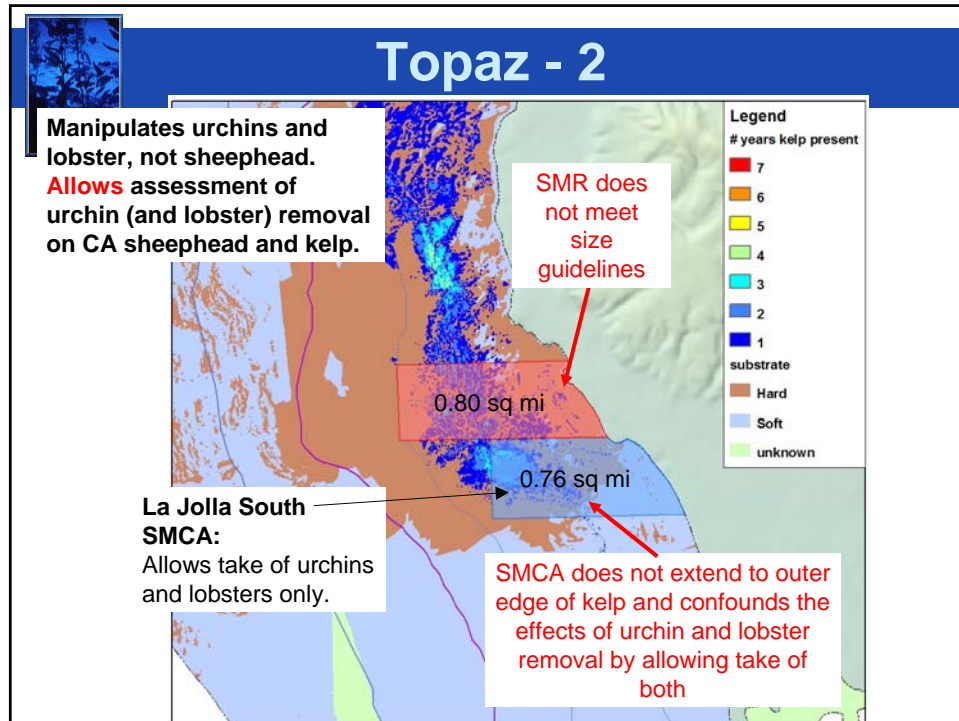 Topaz - 2
Manipulates urchins and
lobster, not sheephead.
Allows assessment of
urchin (and lobster) removal
on CA sheephead and kelp.
SMR does
not meet
size
guidelines
Legend
# years kelp present
7
6
5
4
3
2
1
substrate
Hard
Soft
unknown
0.80 sq mi
0.76 sq mi
La Jolla South
SMCA:
Allows take of urchins
and lobsters only.
SMCA does not extend to outer
edge of kelp and confounds the
effects of urchin and lobster
removal by allowing take of
both